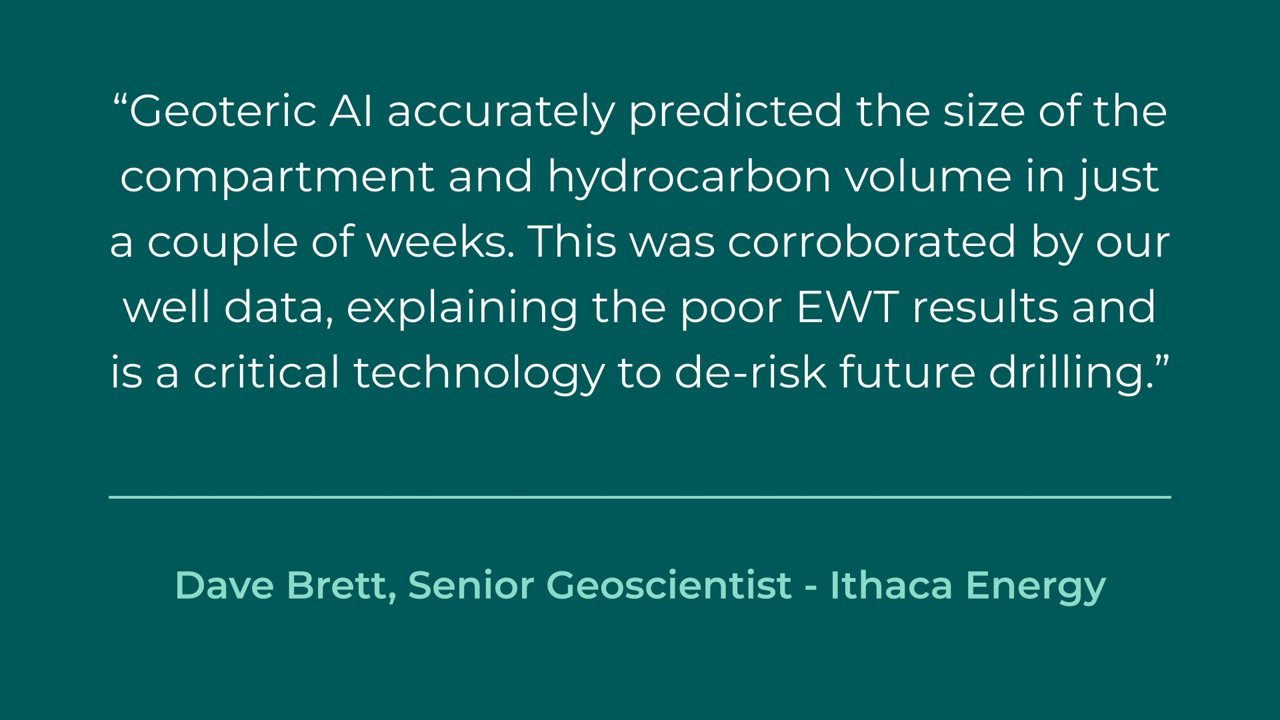 “Geoteric AI accurately predicted the size of the
compartment and hydrocarbon volume in just
a couple of weeks. This was corroborated by our
well data, explaining the poor EWT results and
is a critical technology to de-risk future drilling.”
Dave Brett, Senior Geoscientist - Ithaca Energy